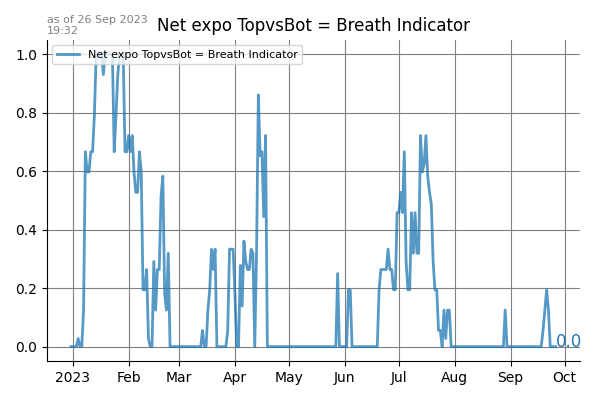 as of 26 Sep 2023
19:32
Net expo TopvsBot = Breath Indicator
Net expo TopvsBot = Breath Indicator
1.0
0.8
0.6
0.4
0.2
0.0
0.0
2023 Feb Mar Apr May Jun Jul Aug Sep Oct